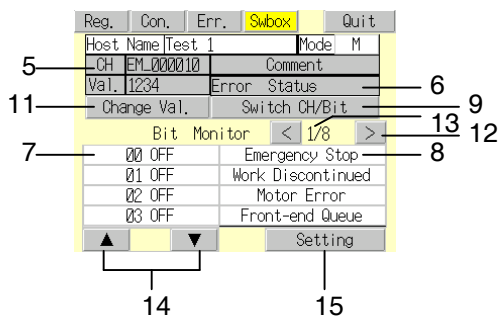 Reg. Con. Err. Swbox Quit
Host Name Test 1 Mode M
5 CH EM_000010 Comment
Val. 1234 Error Status 6
11 Change Val. Switch CH/Bit 9
Bit Monitor < 1/8 > 13 12
7 00 OFF Emergency Stop 8
01 OFF Work Discontinued
02 OFF Motor Error
03 OFF Front-end Queue
▲ ▼ Setting
14 15